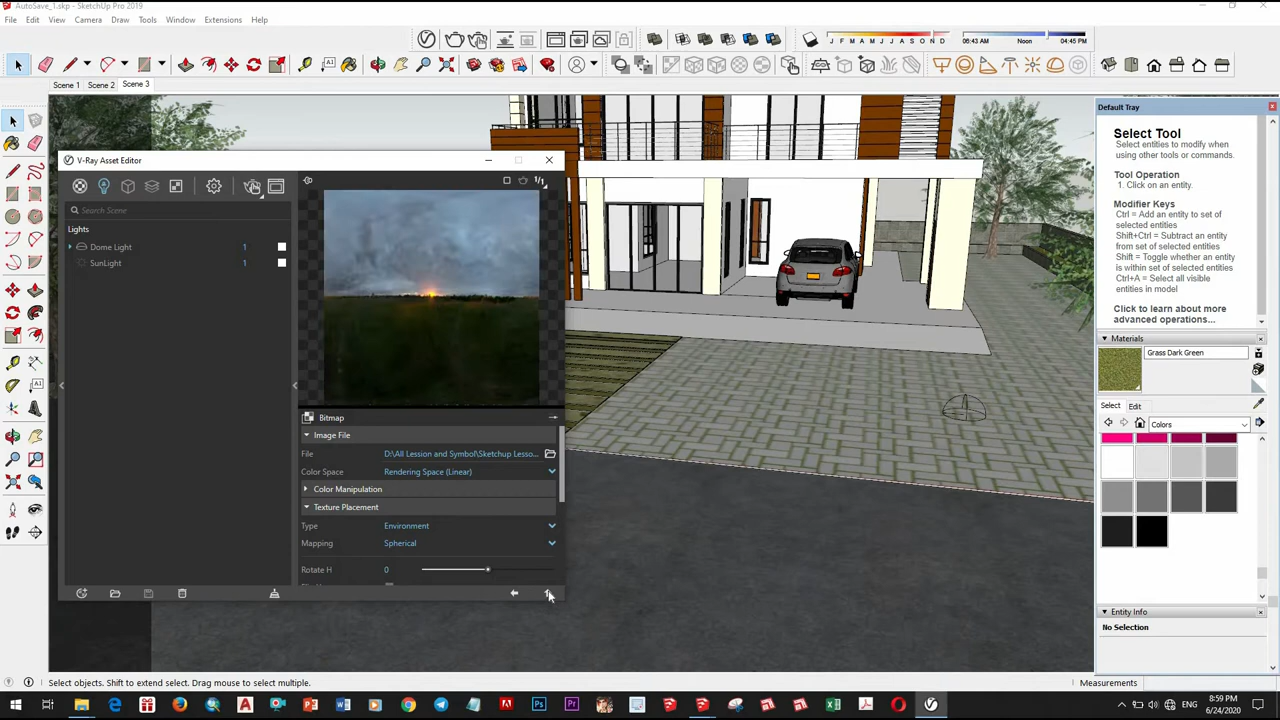 AutoSave_1.skp - SketchUp Pro 2019
File Edit View Camera Draw Tools Window Extensions Help
J F M A M J J A S O N D 06:43 AM Noon 04:45 PM
Scene 1 Scene 2 Scene 3
Default Tray
Select Tool
Select entities to modify when
using other tools or commands.
Tool Operation
1. Click on an entity.
Modifier Keys
Ctrl = Add an entity to set of
selected entities
Shift+Ctrl = Subtract an entity
from set of selected entities
Shift = Toggle whether an entity
is within set of selected entities
Ctrl+A = Select all visible
entities in model
Click to learn about more
advanced operations...
Materials
Grass Dark Green
Select Edit
Colors
Entity Info
No Selection
V-Ray Asset Editor
Search Scene
Lights
Dome Light 1
SunLight 1
1/1
Bitmap
Image File
File D:\All Lession and Symbol\Sketchup Lesso...
Color Space Rendering Space (Linear)
Color Manipulation
Texture Placement
Type Environment
Mapping Spherical
Rotate H 0
Select objects. Shift to extend select. Drag mouse to select multiple.
Measurements
8:59 PM
6/24/2020